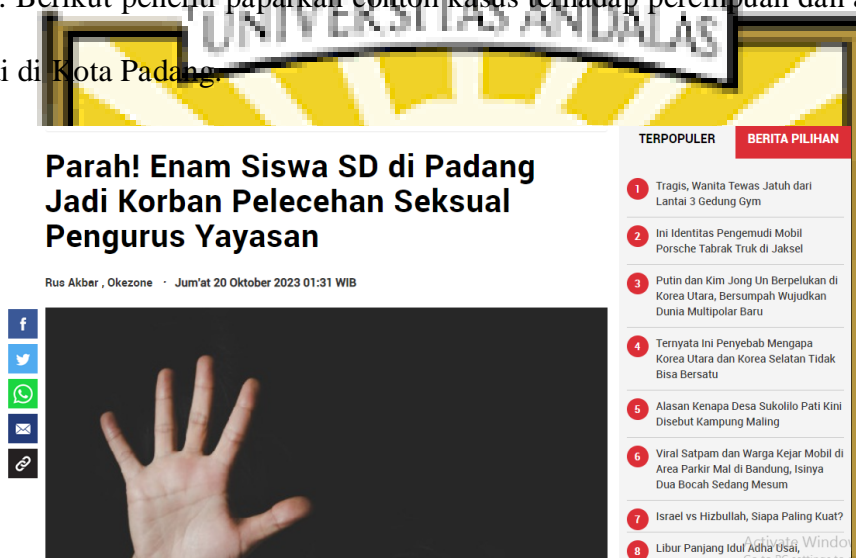 . Berikut peneliti paparkan contoh kasus terhadap perempuan dan a
UNIVERSITAS ANDALAS
i di Kota Padang.
Parah! Enam Siswa SD di Padang
Jadi Korban Pelecehan Seksual
Pengurus Yayasan
Rus Akbar , Okezone · Jum'at 20 Oktober 2023 01:31 WIB
f
TERPOPULER
BERITA PILIHAN
1 Tragis, Wanita Tewas Jatuh dari
Lantai 3 Gedung Gym
2 Ini Identitas Pengemudi Mobil
Porsche Tabrak Truk di Jaksel
3 Putin dan Kim Jong Un Berpelukan di
Korea Utara, Bersumpah Wujudkan
Dunia Multipolar Baru
4 Ternyata Ini Penyebab Mengapa
Korea Utara dan Korea Selatan Tidak
Bisa Bersatu
5 Alasan Kenapa Desa Sukolilo Pati Kini
Disebut Kampung Maling
6 Viral Satpam dan Warga Kejar Mobil di
Area Parkir Mal di Bandung, Isinya
Dua Bocah Sedang Mesum
7 Israel vs Hizbullah, Siapa Paling Kuat?
Activate Window
8 Libur Panjang Idul Adha Usai,